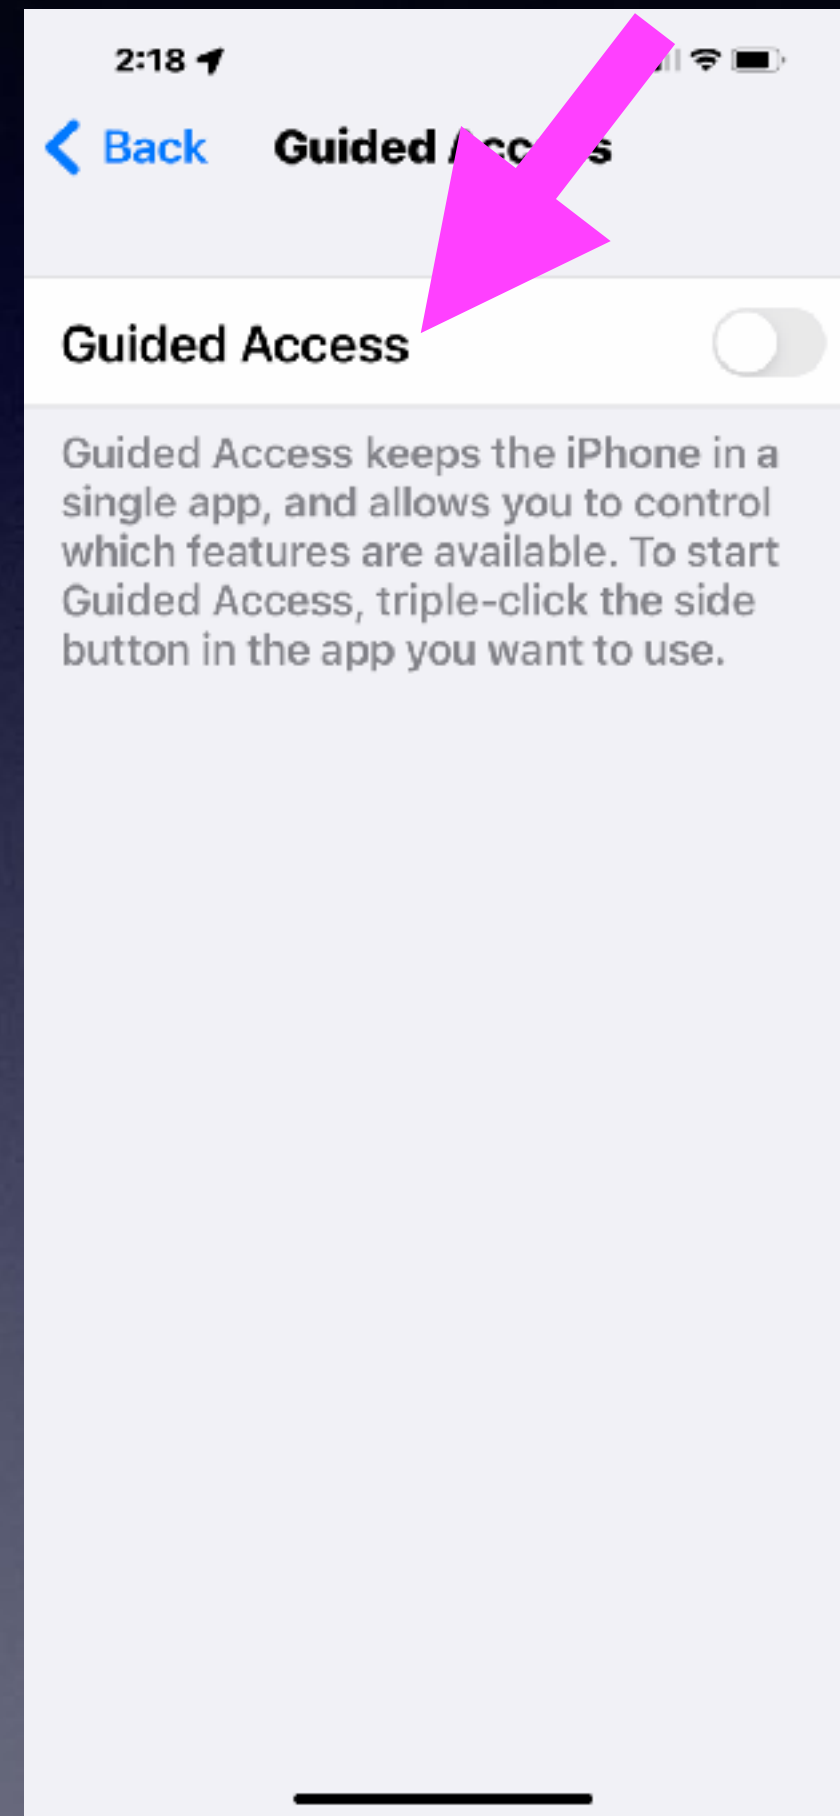 2:18
Back Guided
Guided Access
Guided Access keeps the iPhone in a
single app, and allows you to control
which features are available. To start
Guided Access, triple-click the side
button in the app you want to use.